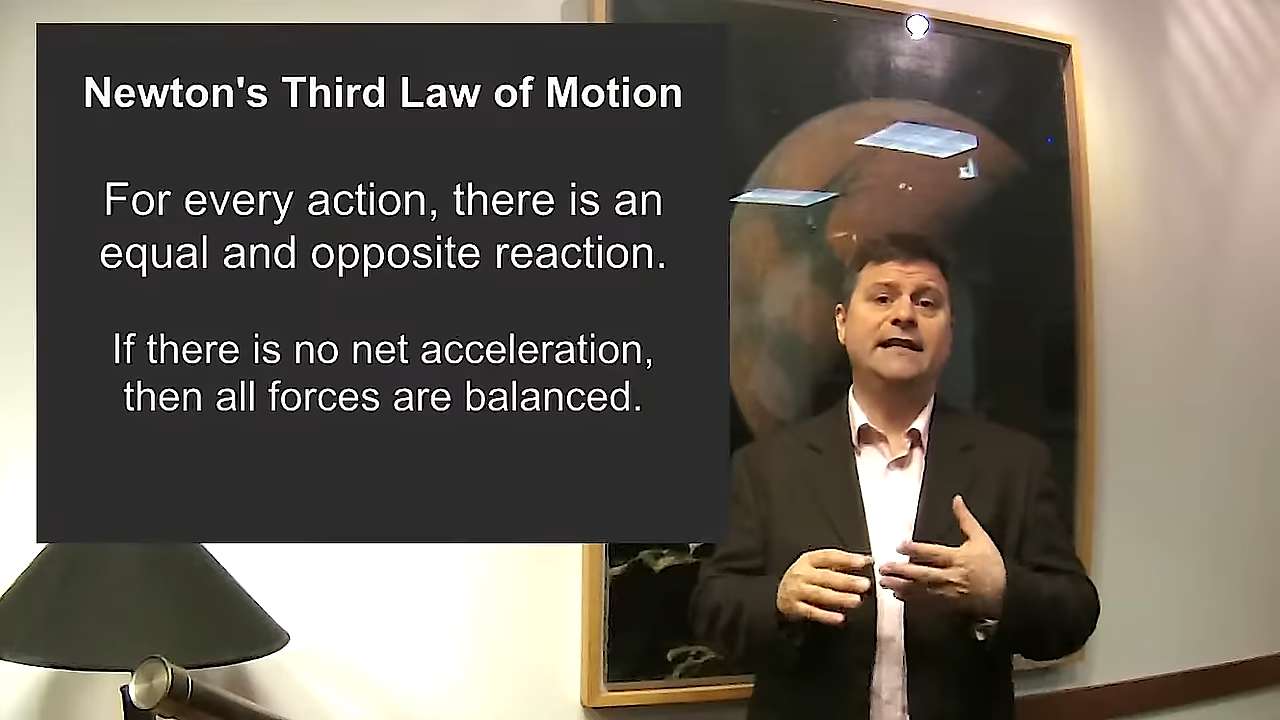 Newton's Third Law of Motion
For every action, there is an
equal and opposite reaction.
If there is no net acceleration,
then all forces are balanced.